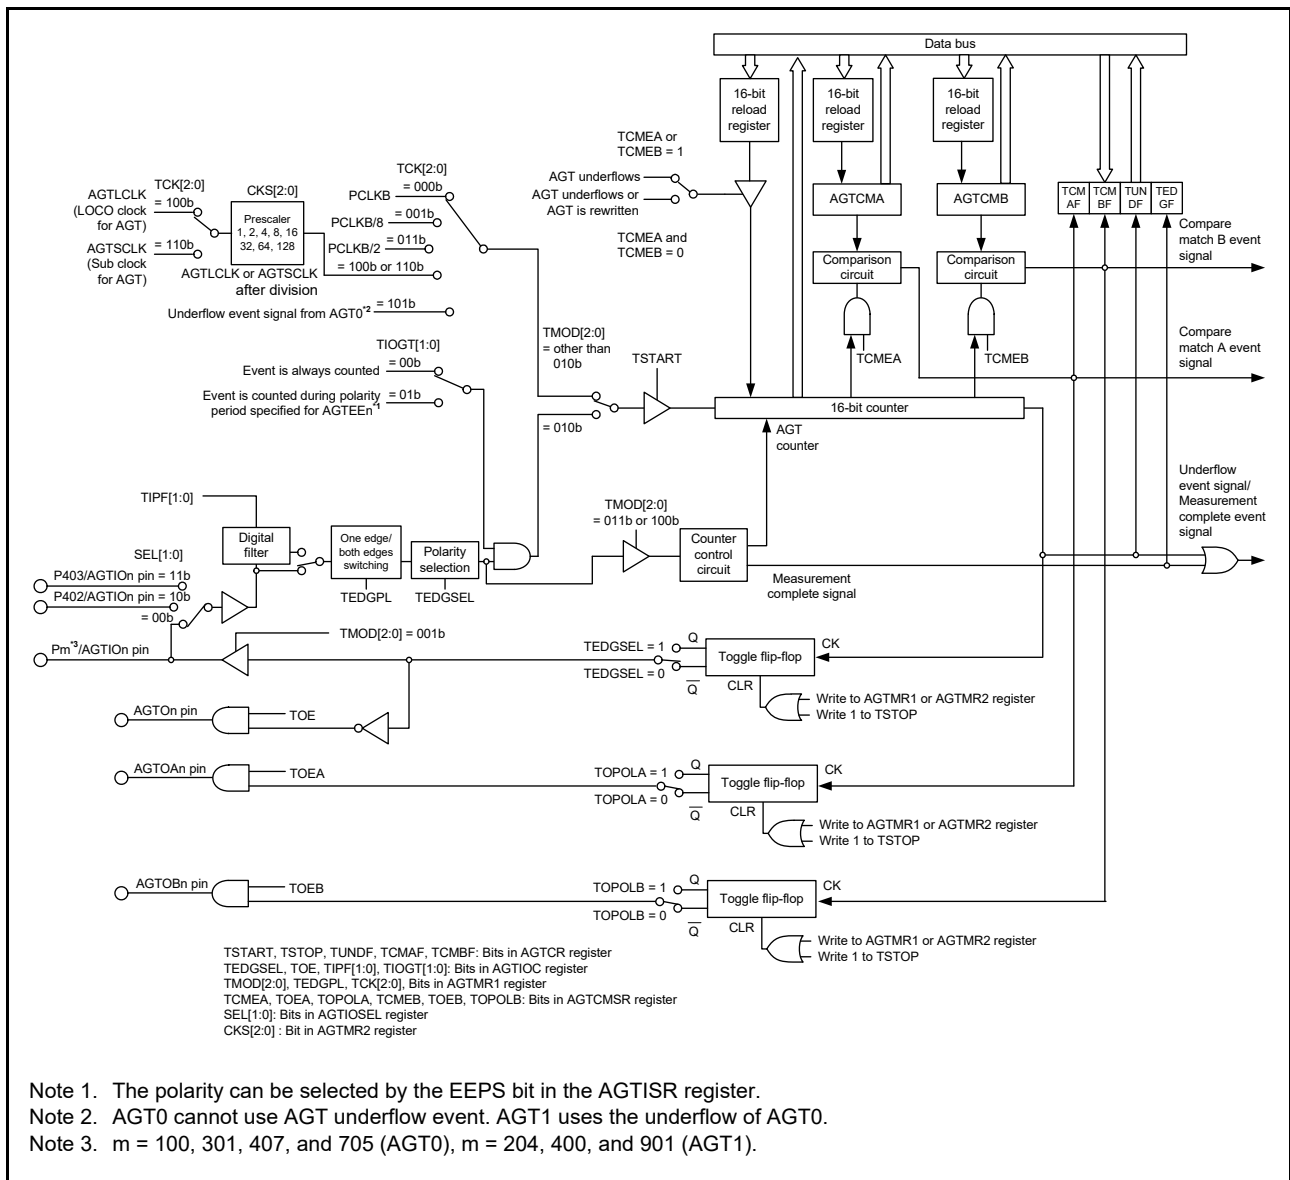 Data bus
16-bit
reload
register
16-bit
reload
register
16-bit
reload
register
TCMEA or
TCMEB = 1
AGT underflows
AGT underflows or
AGT is rewritten
TCMEA and
TCMEB = 0
TCK[2:0]
PCLKB
= 000b
PCLKB/8
= 001b
PCLKB/2
= 011b
= 100b or 110b
TCK[2:0]
AGTLCLK
(LOCO clock
for AGT)
= 100b
AGTSCLK
(Sub clock
for AGT)
= 110b
CKS[2:0]
Prescaler
1, 2, 4, 8, 16
32, 64, 128
AGTLCLK or AGTSCLK
after division
Underflow event signal from AGT0*2
= 101b
AGTCMA
AGTCMB
TCM
AF
TCM
BF
TUN
DF
TED
GF
Comparison
circuit
Comparison
circuit
Compare
match B event
signal
TMOD[2:0]
= other than
010b
TSTART
TCMEA
TCMEB
Compare
match A event
signal
TIOGT[1:0]
Event is always counted
= 00b
Event is counted during polarity
period specified for AGTEEn*1
= 01b
= 010b
16-bit counter
AGT
counter
Underflow
event signal/
Measurement
complete event
signal
TIPF[1:0]
Digital
filter
One edge/
both edges
switching
Polarity
selection
TEDGPL
TEDGSEL
TMOD[2:0]
= 011b or 100b
Counter
control
circuit
Measurement
complete signal
SEL[1:0]
P403/AGTIOn pin = 11b
P402/AGTIOn pin = 10b
= 00b
Pm*3/AGTIOn pin
TMOD[2:0] = 001b
TEDGSEL = 1
TEDGSEL = 0
Q
Q
Toggle flip-flop
CK
CLR
Write to AGTMR1 or AGTMR2 register
Write 1 to TSTOP
AGTOn pin
TOE
AGTOAn pin
TOEA
TOPOLA = 1
TOPOLA = 0
Q
Q
Toggle flip-flop
CK
CLR
Write to AGTMR1 or AGTMR2 register
Write 1 to TSTOP
AGTOBn pin
TOEB
TOPOLB = 1
TOPOLB = 0
Q
Q
Toggle flip-flop
CK
CLR
Write to AGTMR1 or AGTMR2 register
Write 1 to TSTOP
TSTART, TSTOP, TUNDF, TCMAF, TCMBF: Bits in AGTCR register
TEDGSEL, TOE, TIPF[1:0], TIOGT[1:0]: Bits in AGTIOC register
TMOD[2:0], TEDGPL, TCK[2:0], Bits in AGTMR1 register
TCMEA, TOEA, TOPOLA, TCMEB, TOEB, TOPOLB: Bits in AGTCMSR register
SEL[1:0]: Bits in AGTIOSEL register
CKS[2:0] : Bit in AGTMR2 register
Note 1. The polarity can be selected by the EEPS bit in the AGTISR register.
Note 2. AGT0 cannot use AGT underflow event. AGT1 uses the underflow of AGT0.
Note 3. m = 100, 301, 407, and 705 (AGT0), m = 204, 400, and 901 (AGT1).